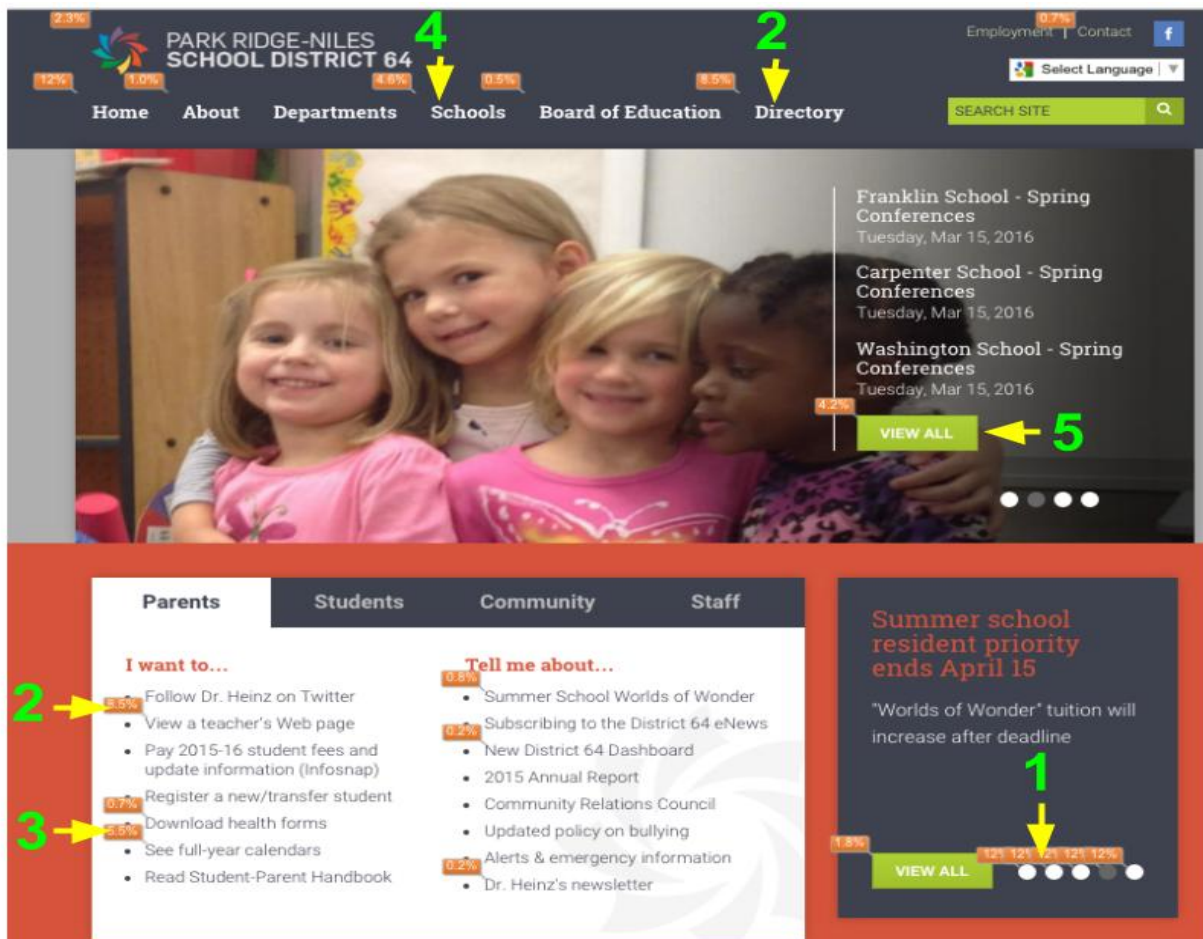 2.3%
PARK RIDGE-NILES
SCHOOL DISTRICT 64
4
2
0.7%
Employment | Contact
f
Select Language
12%
1.0%
4.6%
0.5%
8.5%
Home About Departments Schools Board of Education Directory
SEARCH SITE
Franklin School - Spring
Conferences
Tuesday, Mar 15, 2016
Carpenter School - Spring
Conferences
Tuesday, Mar 15, 2016
Washington School - Spring
Conferences
Tuesday, Mar 15, 2016
4.2%
VIEW ALL
5
Parents Students Community Staff
I want to...
Follow Dr. Heinz on Twitter
2
8.5%
View a teacher's Web page
Pay 2015-16 student fees and
update information (Infosnap)
Register a new/transfer student
0.7%
Download health forms
3
5.5%
See full-year calendars
Read Student-Parent Handbook
Tell me about...
0.8%
Summer School Worlds of Wonder
Subscribing to the District 64 eNews
0.2%
New District 64 Dashboard
2015 Annual Report
Community Relations Council
Updated policy on bullying
Alerts & emergency information
0.2%
Dr. Heinz's newsletter
Summer school
resident priority
ends April 15
"Worlds of Wonder" tuition will
increase after deadline
1
1.8%
12%
VIEW ALL